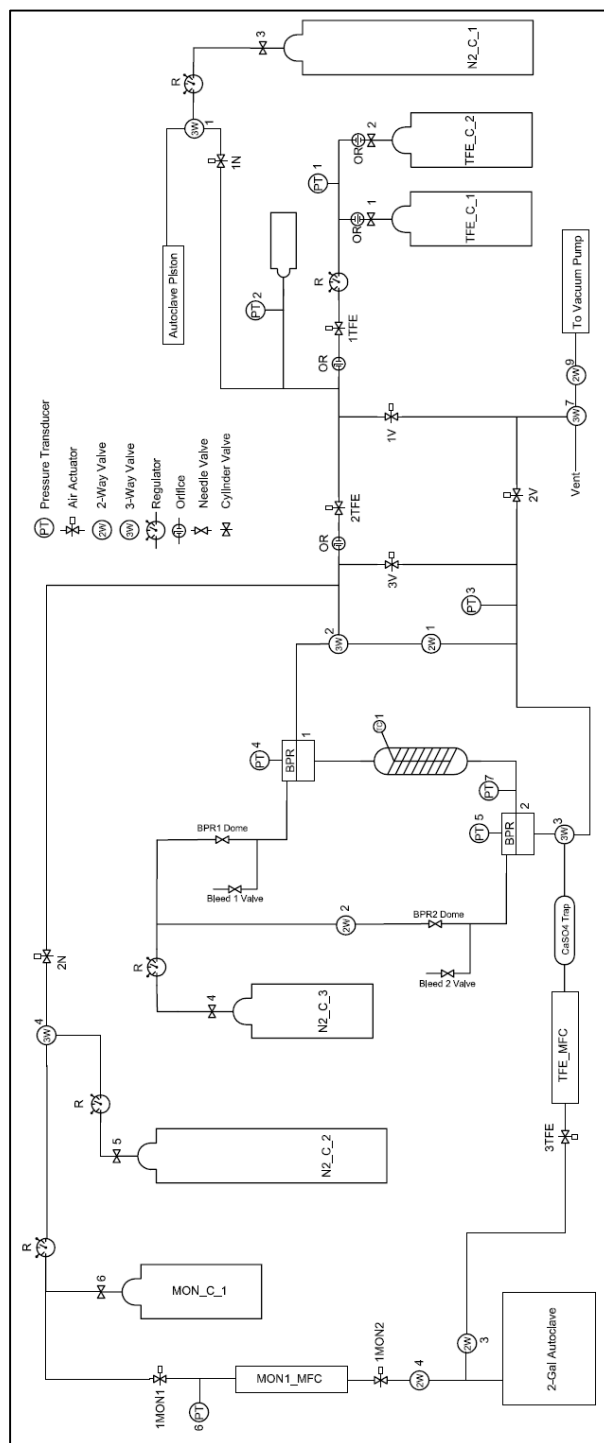 3
R
N2_C_1
3W
1
1N
Autoclave Piston
PT
2
PT
1
OR
2
TFE_C_2
OR
1
TFE_C_1
R
1TFE
OR
To Vacuum Pump
2W
9
3W
7
Vent
PT
Pressure Transducer
Air Actuator
2W
2-Way Valve
3W
3-Way Valve
Regulator
Orifice
Needle Valve
Cylinder Valve
1V
2V
2TFE
OR
3V
PT
3
3W
2
2W
1
PT
4
BPR
1
TC
1
PT
7
PT
5
BPR
2
3W
3
BPR1 Dome
Bleed 1 Valve
2W
2
BPR2 Dome
Bleed 2 Valve
R
4
N2_C_3
CaSO4 Trap
TFE_MFC
3TFE
2N
3W
4
R
5
N2_C_2
R
6
MON_C_1
1MON1
6
PT
MON1_MFC
1MON2
2W
4
2W
3
2-Gal Autoclave